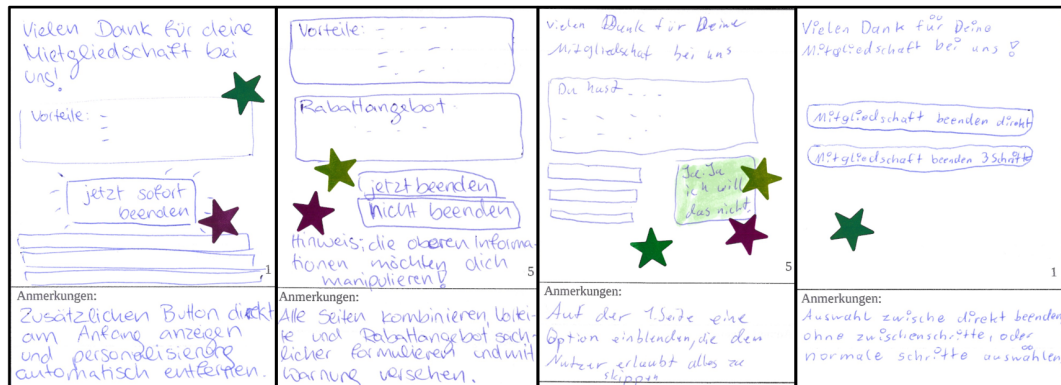 Vielen Dank für deine
Mietgliedschaft bei
uns!
Vorteile: -
jetzt sofort
beenden
1
Anmerkungen:
Zusätzlichen Button direkt
am Anfang anzeigen
und personalisierung
automatisch entfernen.
Vorteile:
Rabattangebot
jetzt beenden
nicht beenden
Hinweis: die oberen Informa-
tionen möchten dich
manipulieren!
5
Anmerkungen:
Alle Seiten kombinieren, Vortei-
le und Rabattangebot sach-
licher formulieren und mit
Warnung versehen.
Vielen Dank für Deine
Mitgliedschaf bei uns
Du hast
Ja Ja
ich will
das nicht!
5
Anmerkungen:
Auf der 1. Seite eine
Option einblenden, die den
Nutzer erlaubt alles zu
skippen
Vielen Dank für Deine
Mitgliedschaft bei uns!
Mitgliedschaft beenden direkt
Mitgliedschaft beenden 3 Schritte
1
Anmerkungen:
Auswahl zwische direkt beenden
ohne zwischenschritte, oder
normale schritte auswählen